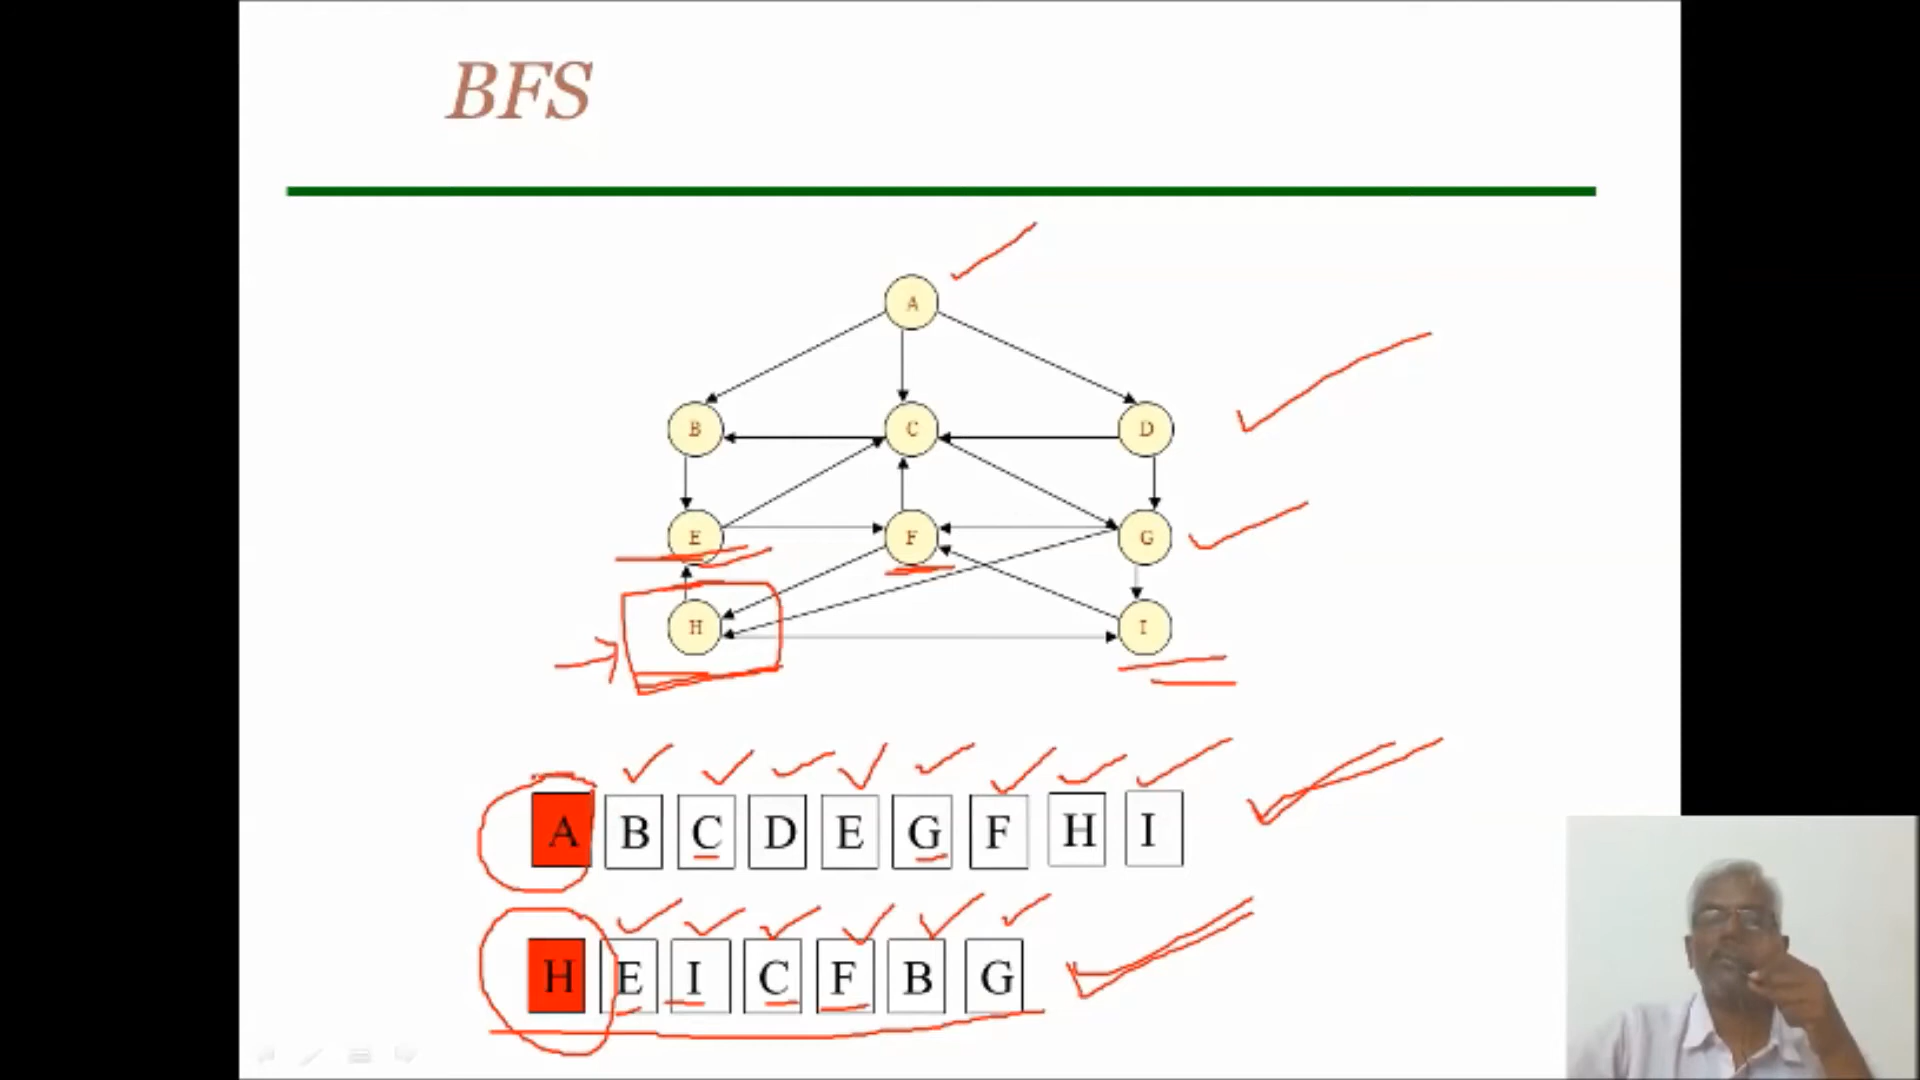 BFS
A
B C D
E F G
H I
A B C D E G F H I
H E I C F B G